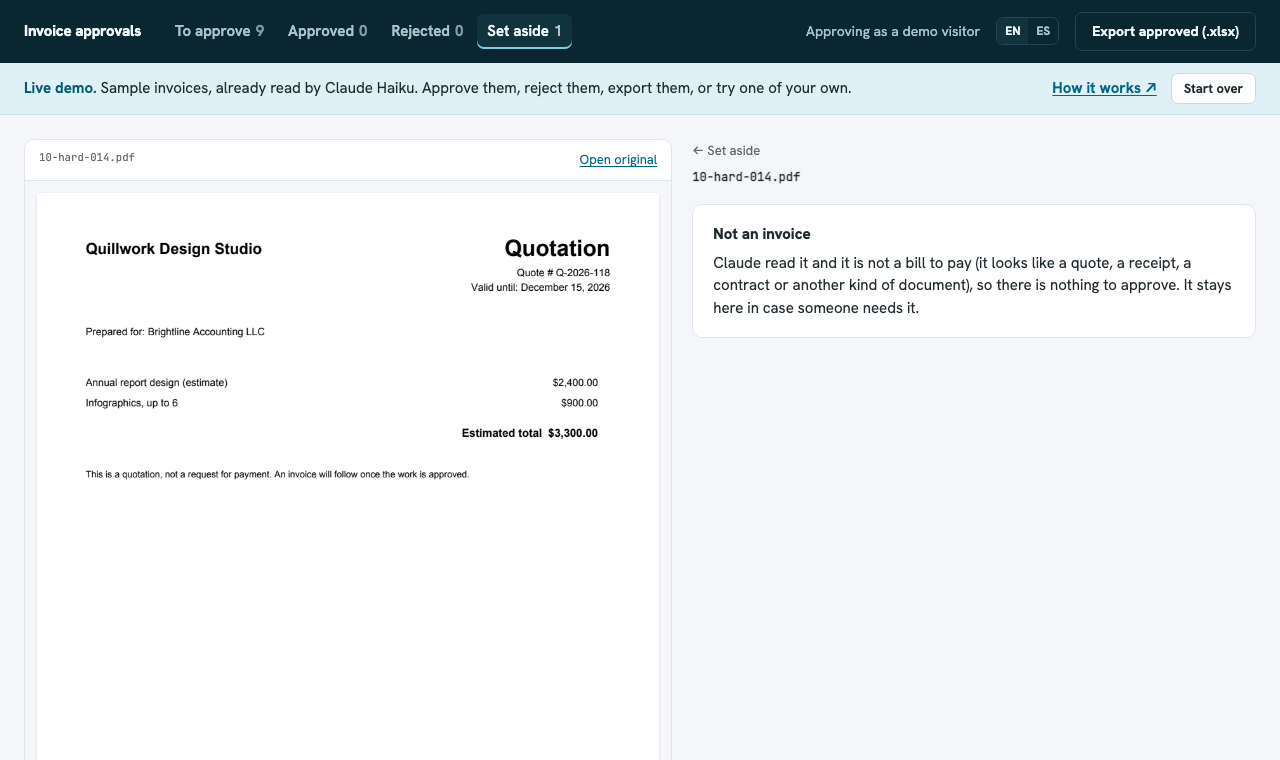 Invoice approvals
To approve 9
Approved 0
Rejected 0
Set aside 1
Approving as a demo visitor
EN ES
Export approved (.xlsx)
Live demo. Sample invoices, already read by Claude Haiku. Approve them, reject them, export them, or try one of your own.
How it works ↗
Start over
10-hard-014.pdf
Open original
Quillwork Design Studio
Quotation
Quote # Q-2026-118
Valid until: December 15, 2026
Prepared for: Brightline Accounting LLC
Annual report design (estimate) $2,400.00
Infographics, up to 6 $900.00
Estimated total $3,300.00
This is a quotation, not a request for payment. An invoice will follow once the work is approved.
← Set aside
10-hard-014.pdf
Not an invoice
Claude read it and it is not a bill to pay (it looks like a quote, a receipt, a
contract or another kind of document), so there is nothing to approve. It stays
here in case someone needs it.